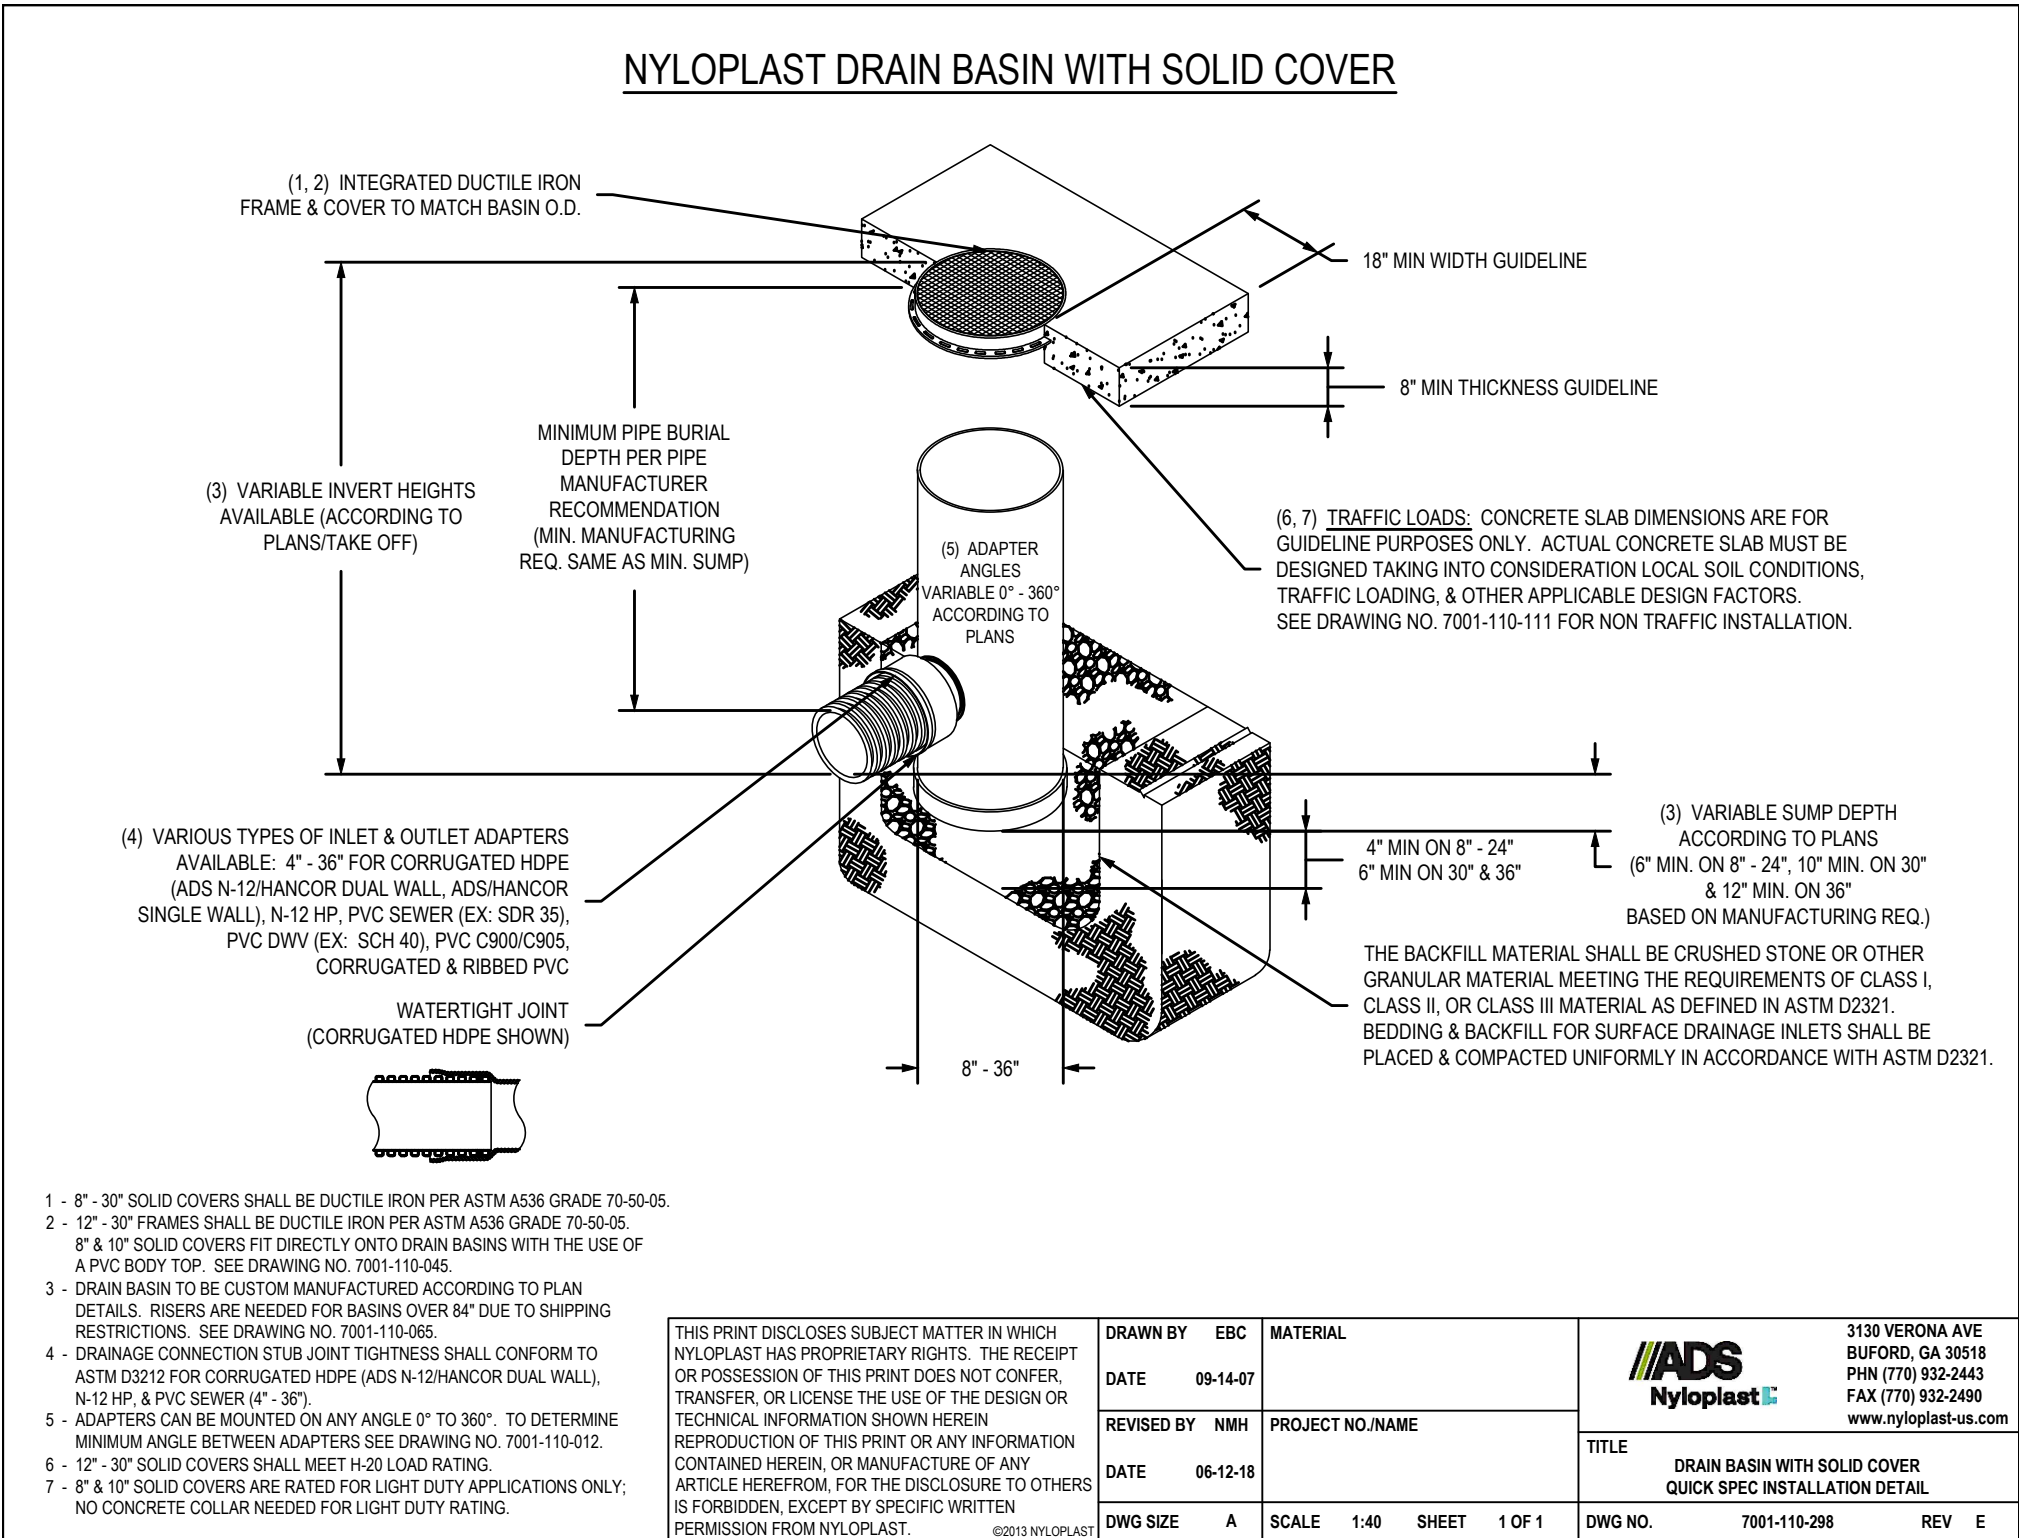 NYLOPLAST DRAIN BASIN WITH SOLID COVER
(1, 2) INTEGRATED DUCTILE IRON
FRAME & COVER TO MATCH BASIN O.D.
18" MIN WIDTH GUIDELINE
8" MIN THICKNESS GUIDELINE
MINIMUM PIPE BURIAL
DEPTH PER PIPE
MANUFACTURER
RECOMMENDATION
(MIN. MANUFACTURING
REQ. SAME AS MIN. SUMP)
(3) VARIABLE INVERT HEIGHTS
AVAILABLE (ACCORDING TO
PLANS/TAKE OFF)
(5) ADAPTER
ANGLES
VARIABLE 0° - 360°
ACCORDING TO
PLANS
(6, 7) TRAFFIC LOADS: CONCRETE SLAB DIMENSIONS ARE FOR
GUIDELINE PURPOSES ONLY. ACTUAL CONCRETE SLAB MUST BE
DESIGNED TAKING INTO CONSIDERATION LOCAL SOIL CONDITIONS,
TRAFFIC LOADING, & OTHER APPLICABLE DESIGN FACTORS.
SEE DRAWING NO. 7001-110-111 FOR NON TRAFFIC INSTALLATION.
(4) VARIOUS TYPES OF INLET & OUTLET ADAPTERS
AVAILABLE: 4" - 36" FOR CORRUGATED HDPE
(ADS N-12/HANCOR DUAL WALL, ADS/HANCOR
SINGLE WALL), N-12 HP, PVC SEWER (EX: SDR 35),
PVC DWV (EX: SCH 40), PVC C900/C905,
CORRUGATED & RIBBED PVC
WATERTIGHT JOINT
(CORRUGATED HDPE SHOWN)
4" MIN ON 8" - 24"
6" MIN ON 30" & 36"
(3) VARIABLE SUMP DEPTH
ACCORDING TO PLANS
(6" MIN. ON 8" - 24", 10" MIN. ON 30"
& 12" MIN. ON 36"
BASED ON MANUFACTURING REQ.)
THE BACKFILL MATERIAL SHALL BE CRUSHED STONE OR OTHER
GRANULAR MATERIAL MEETING THE REQUIREMENTS OF CLASS I,
CLASS II, OR CLASS III MATERIAL AS DEFINED IN ASTM D2321.
BEDDING & BACKFILL FOR SURFACE DRAINAGE INLETS SHALL BE
PLACED & COMPACTED UNIFORMLY IN ACCORDANCE WITH ASTM D2321.
8" - 36"
1 - 8" - 30" SOLID COVERS SHALL BE DUCTILE IRON PER ASTM A536 GRADE 70-50-05.
2 - 12" - 30" FRAMES SHALL BE DUCTILE IRON PER ASTM A536 GRADE 70-50-05.
8" & 10" SOLID COVERS FIT DIRECTLY ONTO DRAIN BASINS WITH THE USE OF
A PVC BODY TOP. SEE DRAWING NO. 7001-110-045.
3 - DRAIN BASIN TO BE CUSTOM MANUFACTURED ACCORDING TO PLAN
DETAILS. RISERS ARE NEEDED FOR BASINS OVER 84" DUE TO SHIPPING
RESTRICTIONS. SEE DRAWING NO. 7001-110-065.
4 - DRAINAGE CONNECTION STUB JOINT TIGHTNESS SHALL CONFORM TO
ASTM D3212 FOR CORRUGATED HDPE (ADS N-12/HANCOR DUAL WALL),
N-12 HP, & PVC SEWER (4" - 36").
5 - ADAPTERS CAN BE MOUNTED ON ANY ANGLE 0° TO 360°. TO DETERMINE
MINIMUM ANGLE BETWEEN ADAPTERS SEE DRAWING NO. 7001-110-012.
6 - 12" - 30" SOLID COVERS SHALL MEET H-20 LOAD RATING.
7 - 8" & 10" SOLID COVERS ARE RATED FOR LIGHT DUTY APPLICATIONS ONLY;
NO CONCRETE COLLAR NEEDED FOR LIGHT DUTY RATING.
THIS PRINT DISCLOSES SUBJECT MATTER IN WHICH
NYLOPLAST HAS PROPRIETARY RIGHTS. THE RECEIPT
OR POSSESSION OF THIS PRINT DOES NOT CONFER,
TRANSFER, OR LICENSE THE USE OF THE DESIGN OR
TECHNICAL INFORMATION SHOWN HEREIN
REPRODUCTION OF THIS PRINT OR ANY INFORMATION
CONTAINED HEREIN, OR MANUFACTURE OF ANY
ARTICLE HEREFROM, FOR THE DISCLOSURE TO OTHERS
IS FORBIDDEN, EXCEPT BY SPECIFIC WRITTEN
PERMISSION FROM NYLOPLAST.
©2013 NYLOPLAST
DRAWN BY EBC
DATE 09-14-07
REVISED BY NMH
DATE 06-12-18
DWG SIZE A
MATERIAL
PROJECT NO./NAME
SCALE 1:40 SHEET 1 OF 1
ADS
Nyloplast
3130 VERONA AVE
BUFORD, GA 30518
PHN (770) 932-2443
FAX (770) 932-2490
www.nyloplast-us.com
TITLE
DRAIN BASIN WITH SOLID COVER
QUICK SPEC INSTALLATION DETAIL
DWG NO. 7001-110-298 REV E